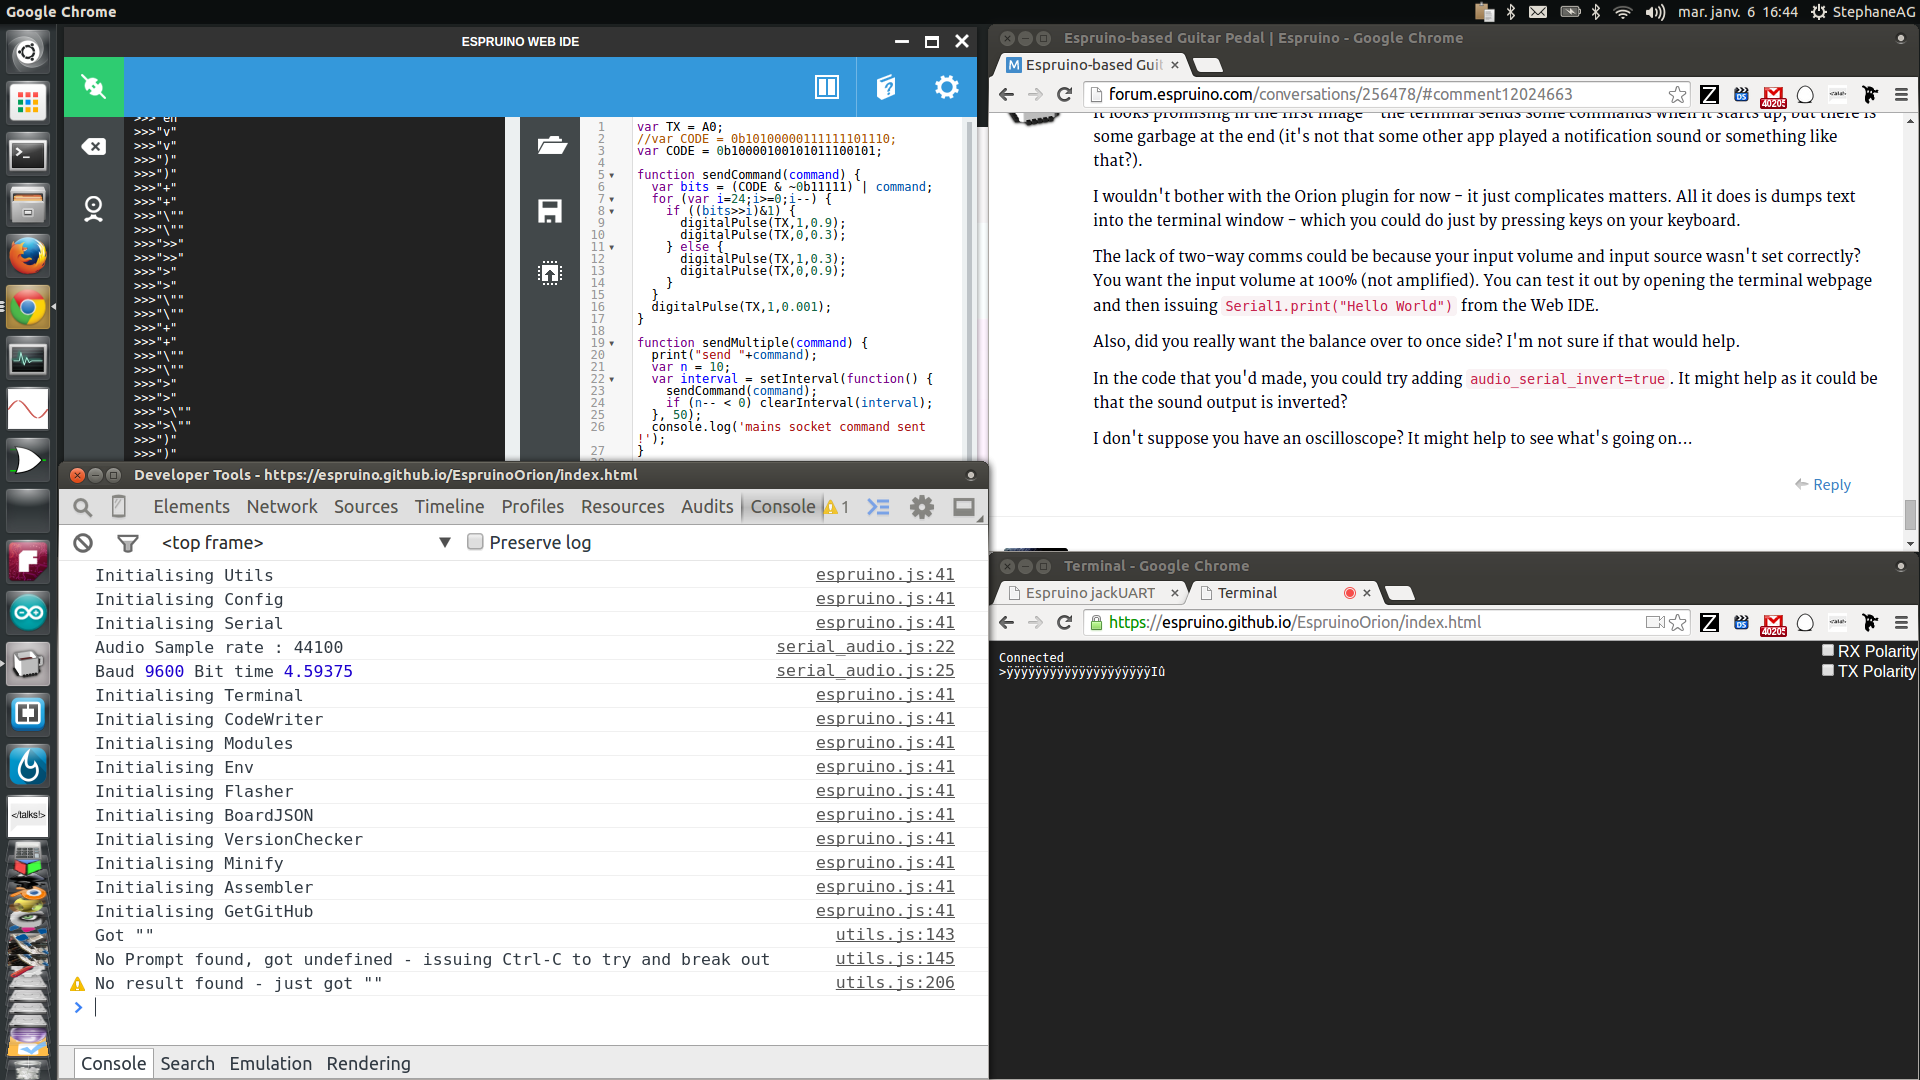 Google Chrome
mar. janv. 6 16:44
StephaneAG
ESPRUINO WEB IDE
>>>"v"
>>>"v"
>>>")"
>>>")"
>>>"+"
>>>"+"
>>>"\""
>>>"\""
>>>">>"
>>>">>"
>>>">"
>>>">"
>>>"\""
>>>"\""
>>>"+"
>>>"+"
>>>"\""
>>>"\""
>>>">"
>>>">"
>>>">\""
>>>">\""
>>>")"
>>>")"
1 var TX = A0;
2 //var CODE = 0b10100000111111101110;
3 var CODE = 0b10000100101011100101;
4
5 function sendCommand(command) {
6 var bits = (CODE & ~0b11111) | command;
7 for (var i=24;i>=0;i--) {
8 if ((bits>>i)&1) {
9 digitalPulse(TX,1,0.9);
10 digitalPulse(TX,0,0.3);
11 } else {
12 digitalPulse(TX,1,0.3);
13 digitalPulse(TX,0,0.9);
14 }
15 }
16 digitalPulse(TX,1,0.001);
17 }
18
19 function sendMultiple(command) {
20 print("send "+command);
21 var n = 10;
22 var interval = setInterval(function() {
23 sendCommand(command);
24 if (n-- < 0) clearInterval(interval);
25 }, 50);
26 console.log('mains socket command sent
!');
27 }
Espruino-based Guitar Pedal | Espruino - Google Chrome
Espruino-based Guit
forum.espruino.com/conversations/256478/#comment12024663
40205
It looks promising in the first image - the terminal sends some commands when it starts up, but there is
some garbage at the end (it's not that some other app played a notification sound or something like
that?).
I wouldn't bother with the Orion plugin for now - it just complicates matters. All it does is dumps text
into the terminal window - which you could do just by pressing keys on your keyboard.
The lack of two-way comms could be because your input volume and input source wasn't set correctly?
You want the input volume at 100% (not amplified). You can test it out by opening the terminal webpage
and then issuing Serial1.print("Hello World") from the Web IDE.
Also, did you really want the balance over to once side? I'm not sure if that would help.
In the code that you'd made, you could try adding audio_serial_invert=true. It might help as it could be
that the sound output is inverted?
I don't suppose you have an oscilloscope? It might help to see what's going on...
Reply
Developer Tools - https://espruino.github.io/EspruinoOrion/index.html
Elements Network Sources Timeline Profiles Resources Audits Console 1
<top frame> Preserve log
Initialising Utils espruino.js:41
Initialising Config espruino.js:41
Initialising Serial espruino.js:41
Audio Sample rate : 44100 serial_audio.js:22
Baud 9600 Bit time 4.59375 serial_audio.js:25
Initialising Terminal espruino.js:41
Initialising CodeWriter espruino.js:41
Initialising Modules espruino.js:41
Initialising Env espruino.js:41
Initialising Flasher espruino.js:41
Initialising BoardJSON espruino.js:41
Initialising VersionChecker espruino.js:41
Initialising Minify espruino.js:41
Initialising Assembler espruino.js:41
Initialising GetGitHub espruino.js:41
Got "" utils.js:143
No Prompt found, got undefined - issuing Ctrl-C to try and break out utils.js:145
No result found - just got "" utils.js:206
Console Search Emulation Rendering
Terminal - Google Chrome
Espruino jackUART
Terminal
https://espruino.github.io/EspruinoOrion/index.html
40205
Connected
RX Polarity
TX Polarity
</talks!>